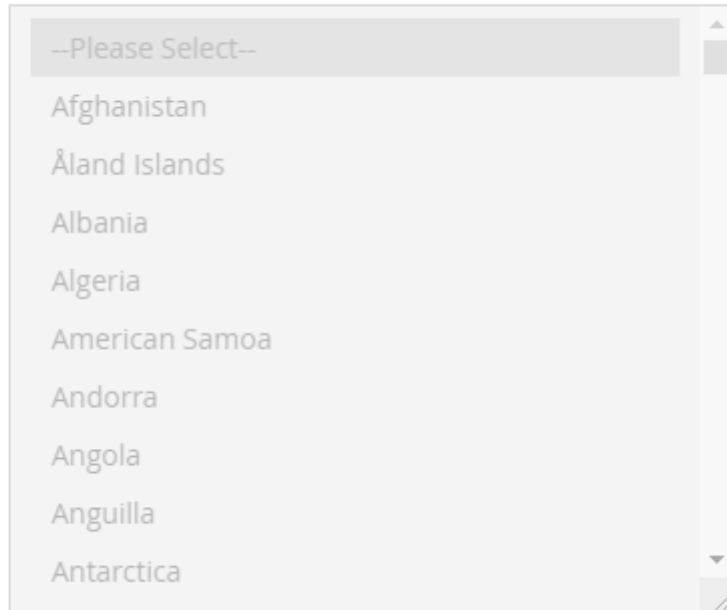 --Please Select--
Afghanistan
Åland Islands
Albania
Algeria
American Samoa
Andorra
Angola
Anguilla
Antarctica